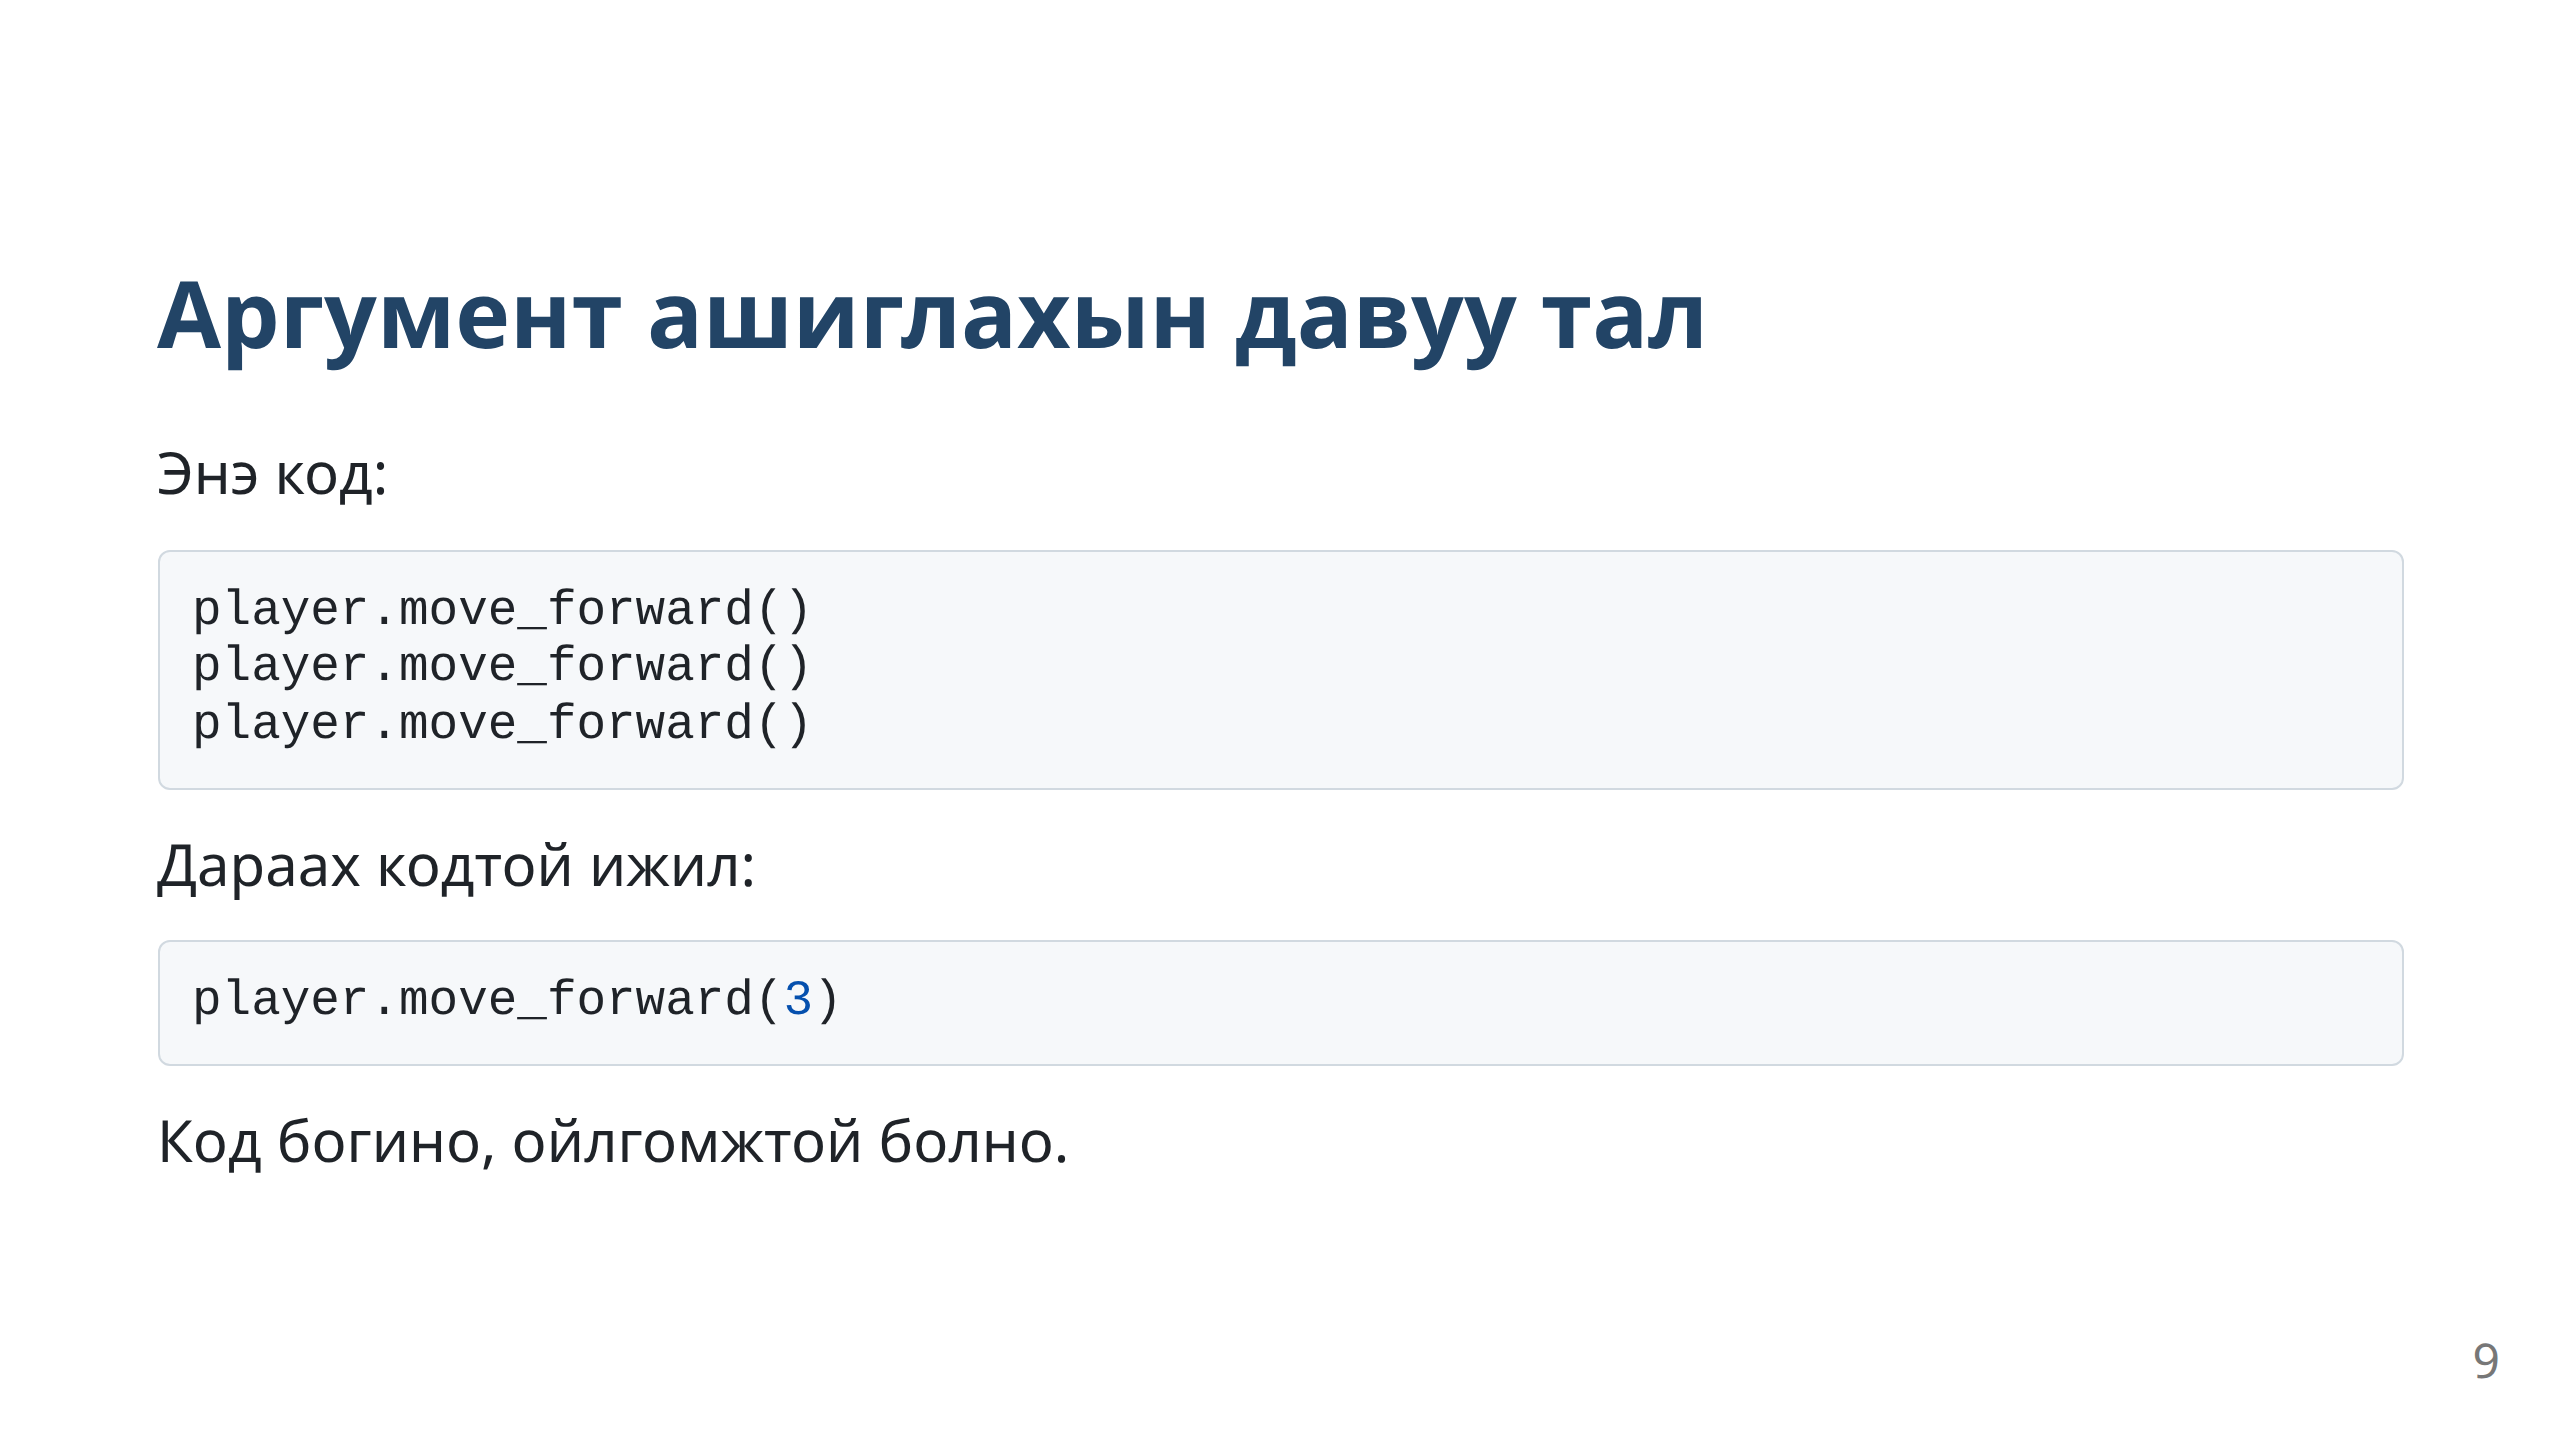 Аргумент ашиглахын давуу тал
Энэ код:
player.move_forward()
player.move_forward()
player.move_forward()
Дараах кодтой ижил:
player.move_forward(3)
Код богино, ойлгомжтой болно.
9